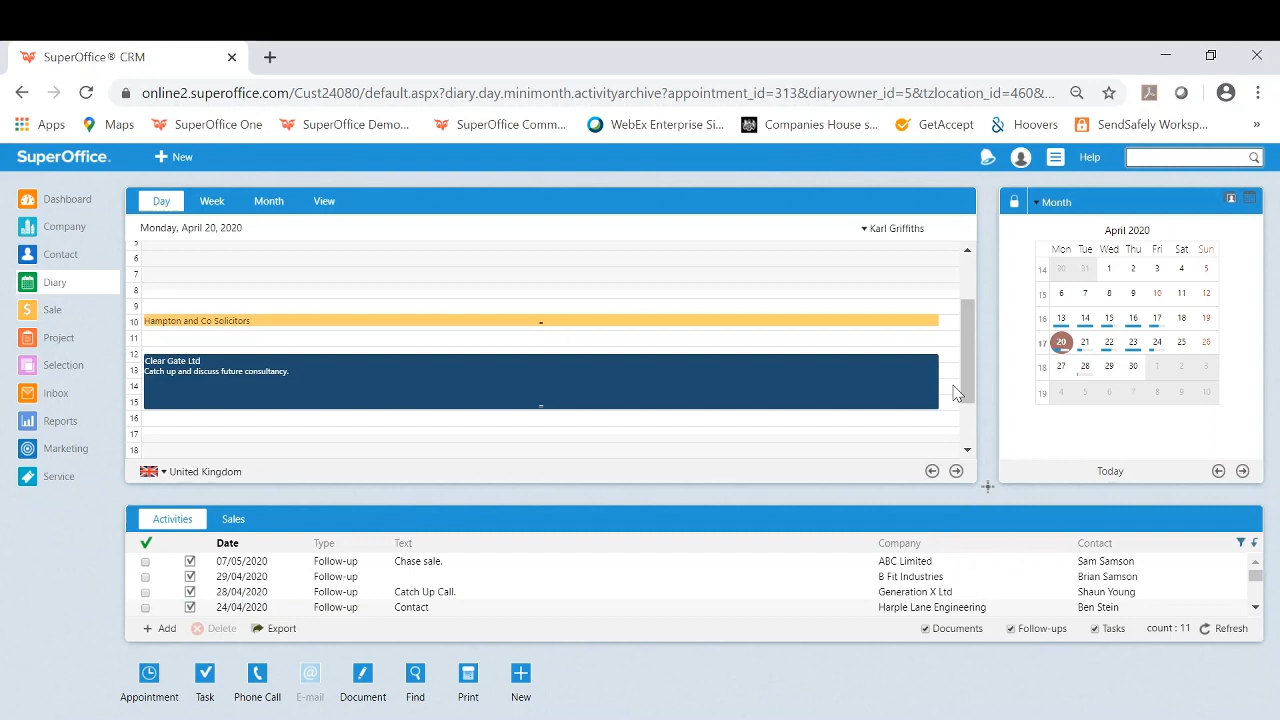 SuperOffice® CRM
online2.superoffice.com/Cust24080/default.aspx?diary.day.minimonth.activityarchive?appointment_id=313&diaryowner_id=5&tzlocation_id=460&...
Apps Maps SuperOffice One SuperOffice Demo... SuperOffice Comm... WebEx Enterprise Si... Companies House s... GetAccept Hoovers SendSafely Worksp... »
SuperOffice. New Help
Dashboard
Company
Contact
Diary
Sale
Project
Selection
Inbox
Reports
Marketing
Service
Day Week Month View
Monday, April 20, 2020 Karl Griffiths
5
6
7
8
9
10 Hampton and Co Solicitors
11
12 Clear Gate Ltd
13 Catch up and discuss future consultancy.
14
15
16
17
18
United Kingdom
Month
April 2020
Mon Tue Wed Thu Fri Sat Sun
14 30 31 1 2 3 4 5
15 6 7 8 9 10 11 12
16 13 14 15 16 17 18 19
17 20 21 22 23 24 25 26
18 27 28 29 30 1 2 3
19 4 5 6 7 8 9 10
Today
Activities Sales
Date Type Text Company Contact
07/05/2020 Follow-up Chase sale. ABC Limited Sam Samson
29/04/2020 Follow-up B Fit Industries Brian Samson
28/04/2020 Follow-up Catch Up Call. Generation X Ltd Shaun Young
24/04/2020 Follow-up Contact Harple Lane Engineering Ben Stein
+ Add Delete Export Documents Follow-ups Tasks count : 11 Refresh
Appointment Task Phone Call E-mail Document Find Print New